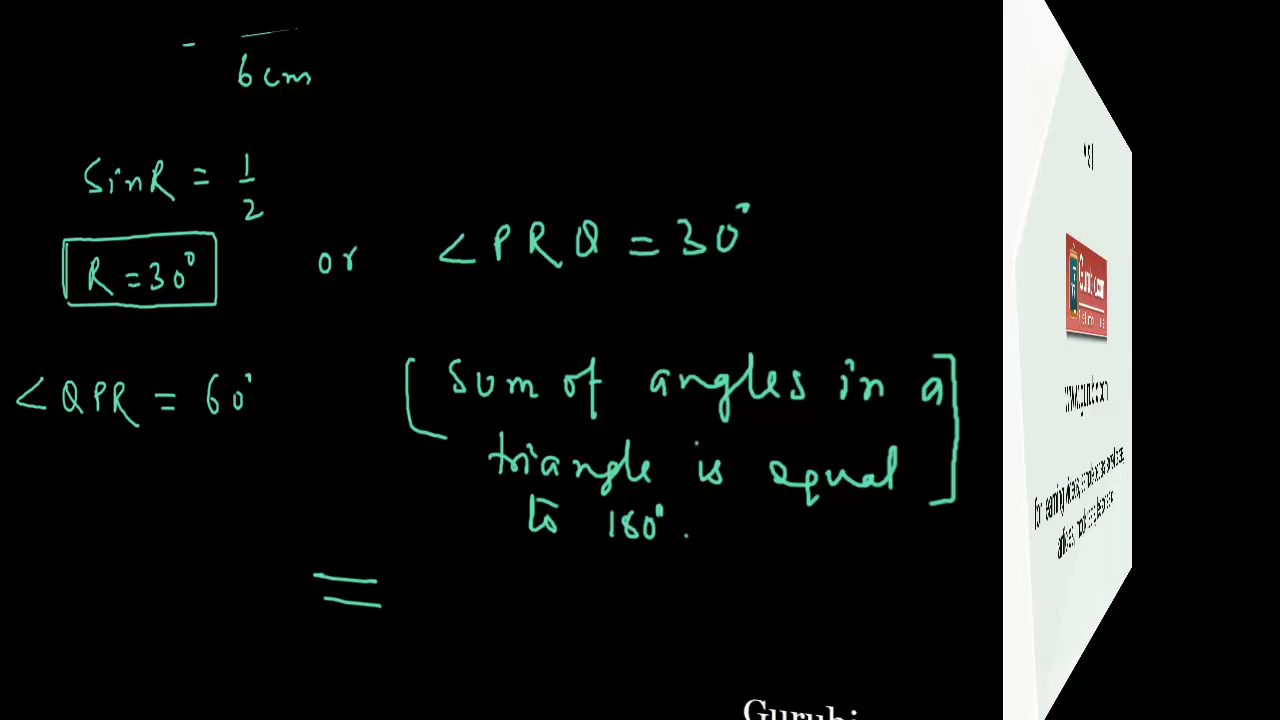 6cm
SinR = 1/2
R = 30° or ∠PRQ = 30°
∠QPR = 60° [Sum of angles in a
triangle is equal]
to 180°.
=